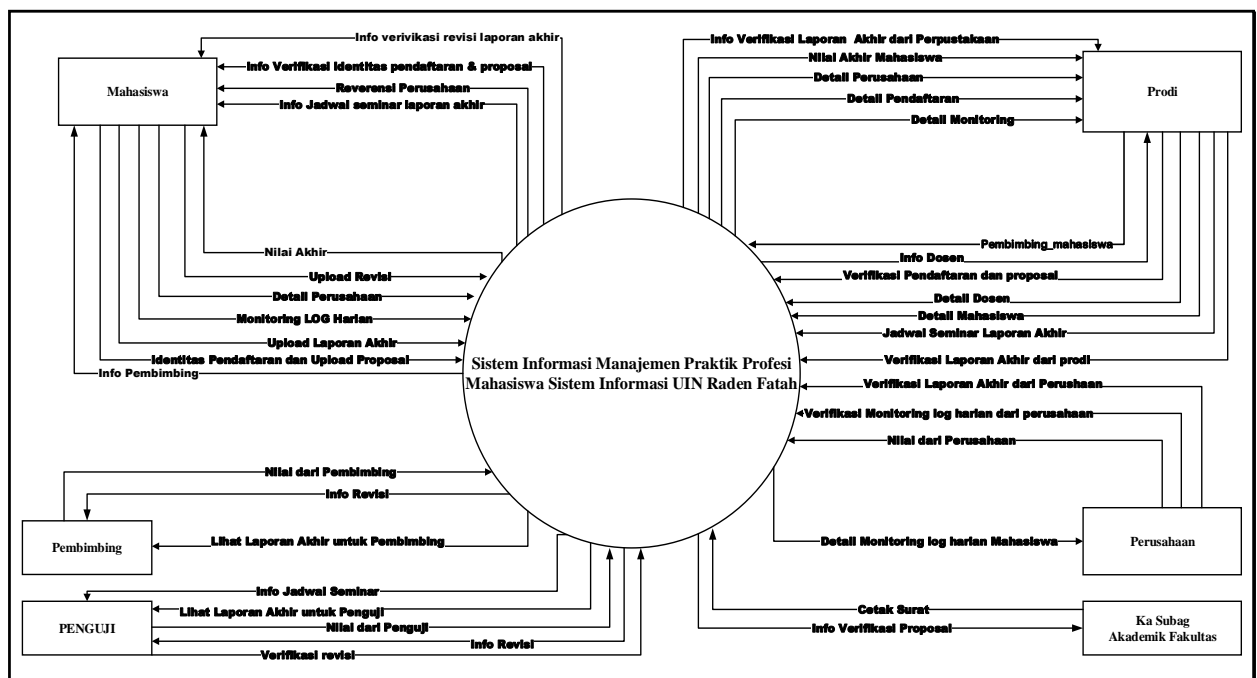 Info verivikasi revisi laporan akhir
Info Verifikasi Identitas pendaftaran & proposal
Mahasiswa
Reverensi Perusahaan
Info Jadwal seminar laporan akhir
Nilai Akhir
Upload Revisi
Detail Perusahaan
Monitoring LOG Harian
Upload Laporan Akhir
Identitas Pendaftaran dan Upload Proposal
Info Pembimbing
Info Verifikasi Laporan Akhir dari Perpustakaan
Nilai Akhir Mahasiswa
Detail Perusahaan
Prodi
Detail Pendaftaran
Detail Monitoring
Pembimbing_mahasiswa
Info Dosen
Verifikasi Pendaftaran dan proposal
Detail Dosen
Detail Mahasiswa
Jadwal Seminar Laporan Akhir
Verifikasi Laporan Akhir dari prodi
Sistem Informasi Manajemen Praktik Profesi
Mahasiswa Sistem Informasi UIN Raden Fatah
Verifikasi Laporan Akhir dari Perushaan
Verifikasi Monitoring log harian dari perusahaan
Nilai dari Perusahaan
Detail Monitoring log harian Mahasiswa
Perusahaan
Nilai dari Pembimbing
Info Revisi
Pembimbing
Lihat Laporan Akhir untuk Pembimbing
Info Jadwal Seminar
Lihat Laporan Akhir untuk Penguji
PENGUJI
Nilai dari Penguji
Info Revisi
Verifikasi revisi
Cetak Surat
Info Verifikasi Proposal
Ka Subag
Akademik Fakultas